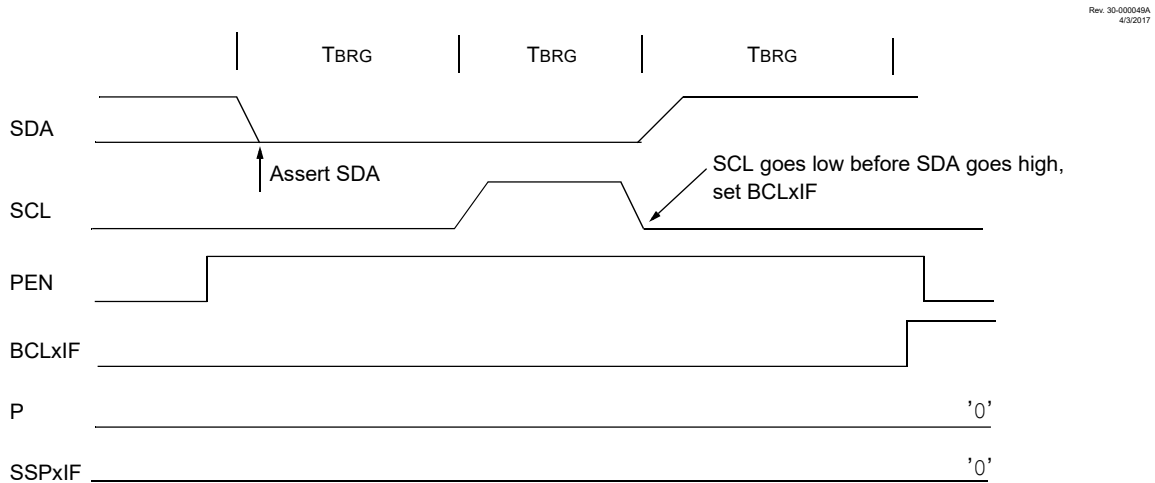 Rev. 30-000049A
4/3/2017
TBRG TBRG TBRG
SDA
Assert SDA
SCL goes low before SDA goes high,
set BCLxIF
SCL
PEN
BCLxIF
P '0'
SSPxIF '0'